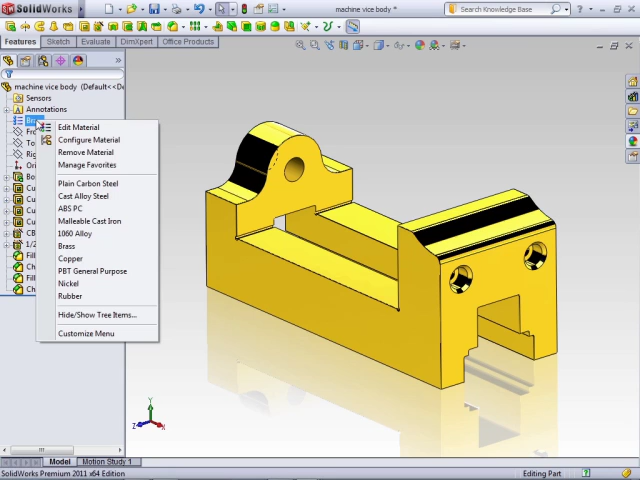 SolidWorks
machine vice body *
Search Knowledge Base
Features
Sketch
Evaluate
DimXpert
Office Products
machine vice body (Default<<De
Sensors
Annotations
Edit Material
Configure Material
Remove Material
Manage Favorites
Plain Carbon Steel
Cast Alloy Steel
ABS PC
Malleable Cast Iron
1060 Alloy
Brass
Copper
PBT General Purpose
Nickel
Rubber
Hide/Show Tree Items...
Customize Menu
Y
Z
X
Model
Motion Study 1
SolidWorks Premium 2011 x64 Edition
Editing Part